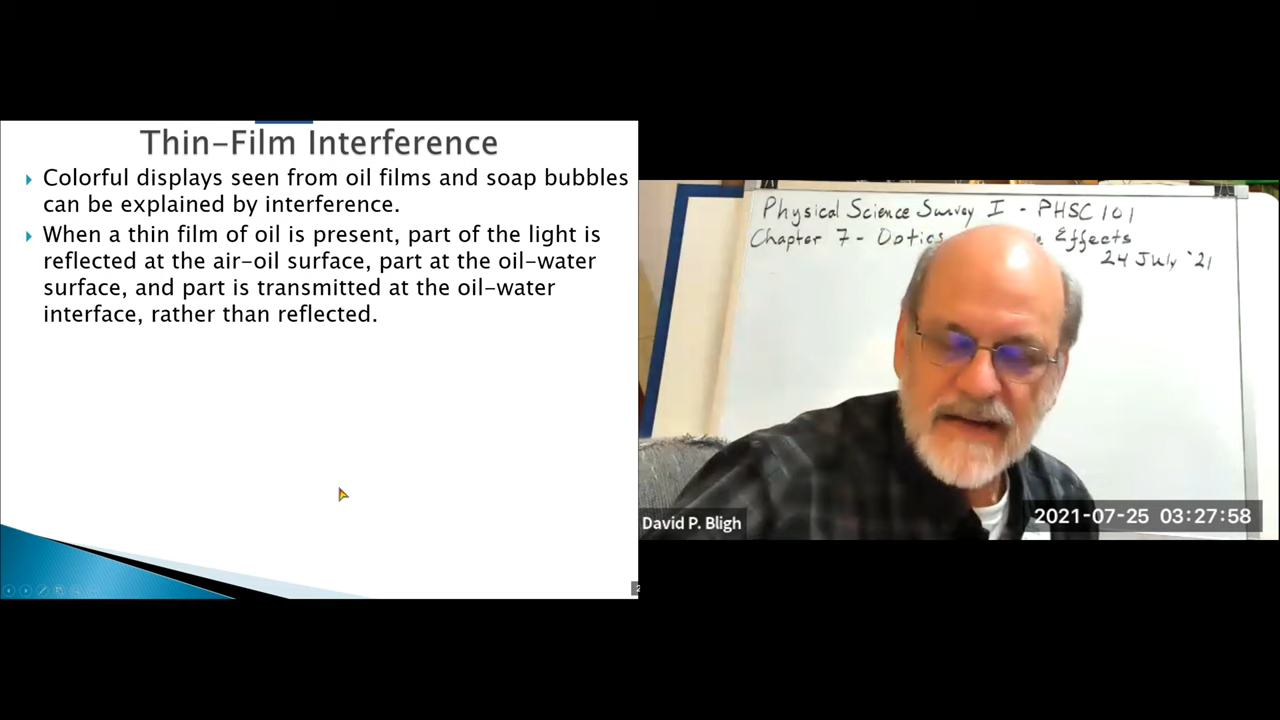 Thin-Film Interference
Colorful displays seen from oil films and soap bubbles
can be explained by interference.
When a thin film of oil is present, part of the light is
reflected at the air-oil surface, part at the oil-water
surface, and part is transmitted at the oil-water
interface, rather than reflected.
Physical Science Survey I - PHSC 101
Chapter 7 - Optics Effects
24 July '21
David P. Bligh
2021-07-25 03:27:58